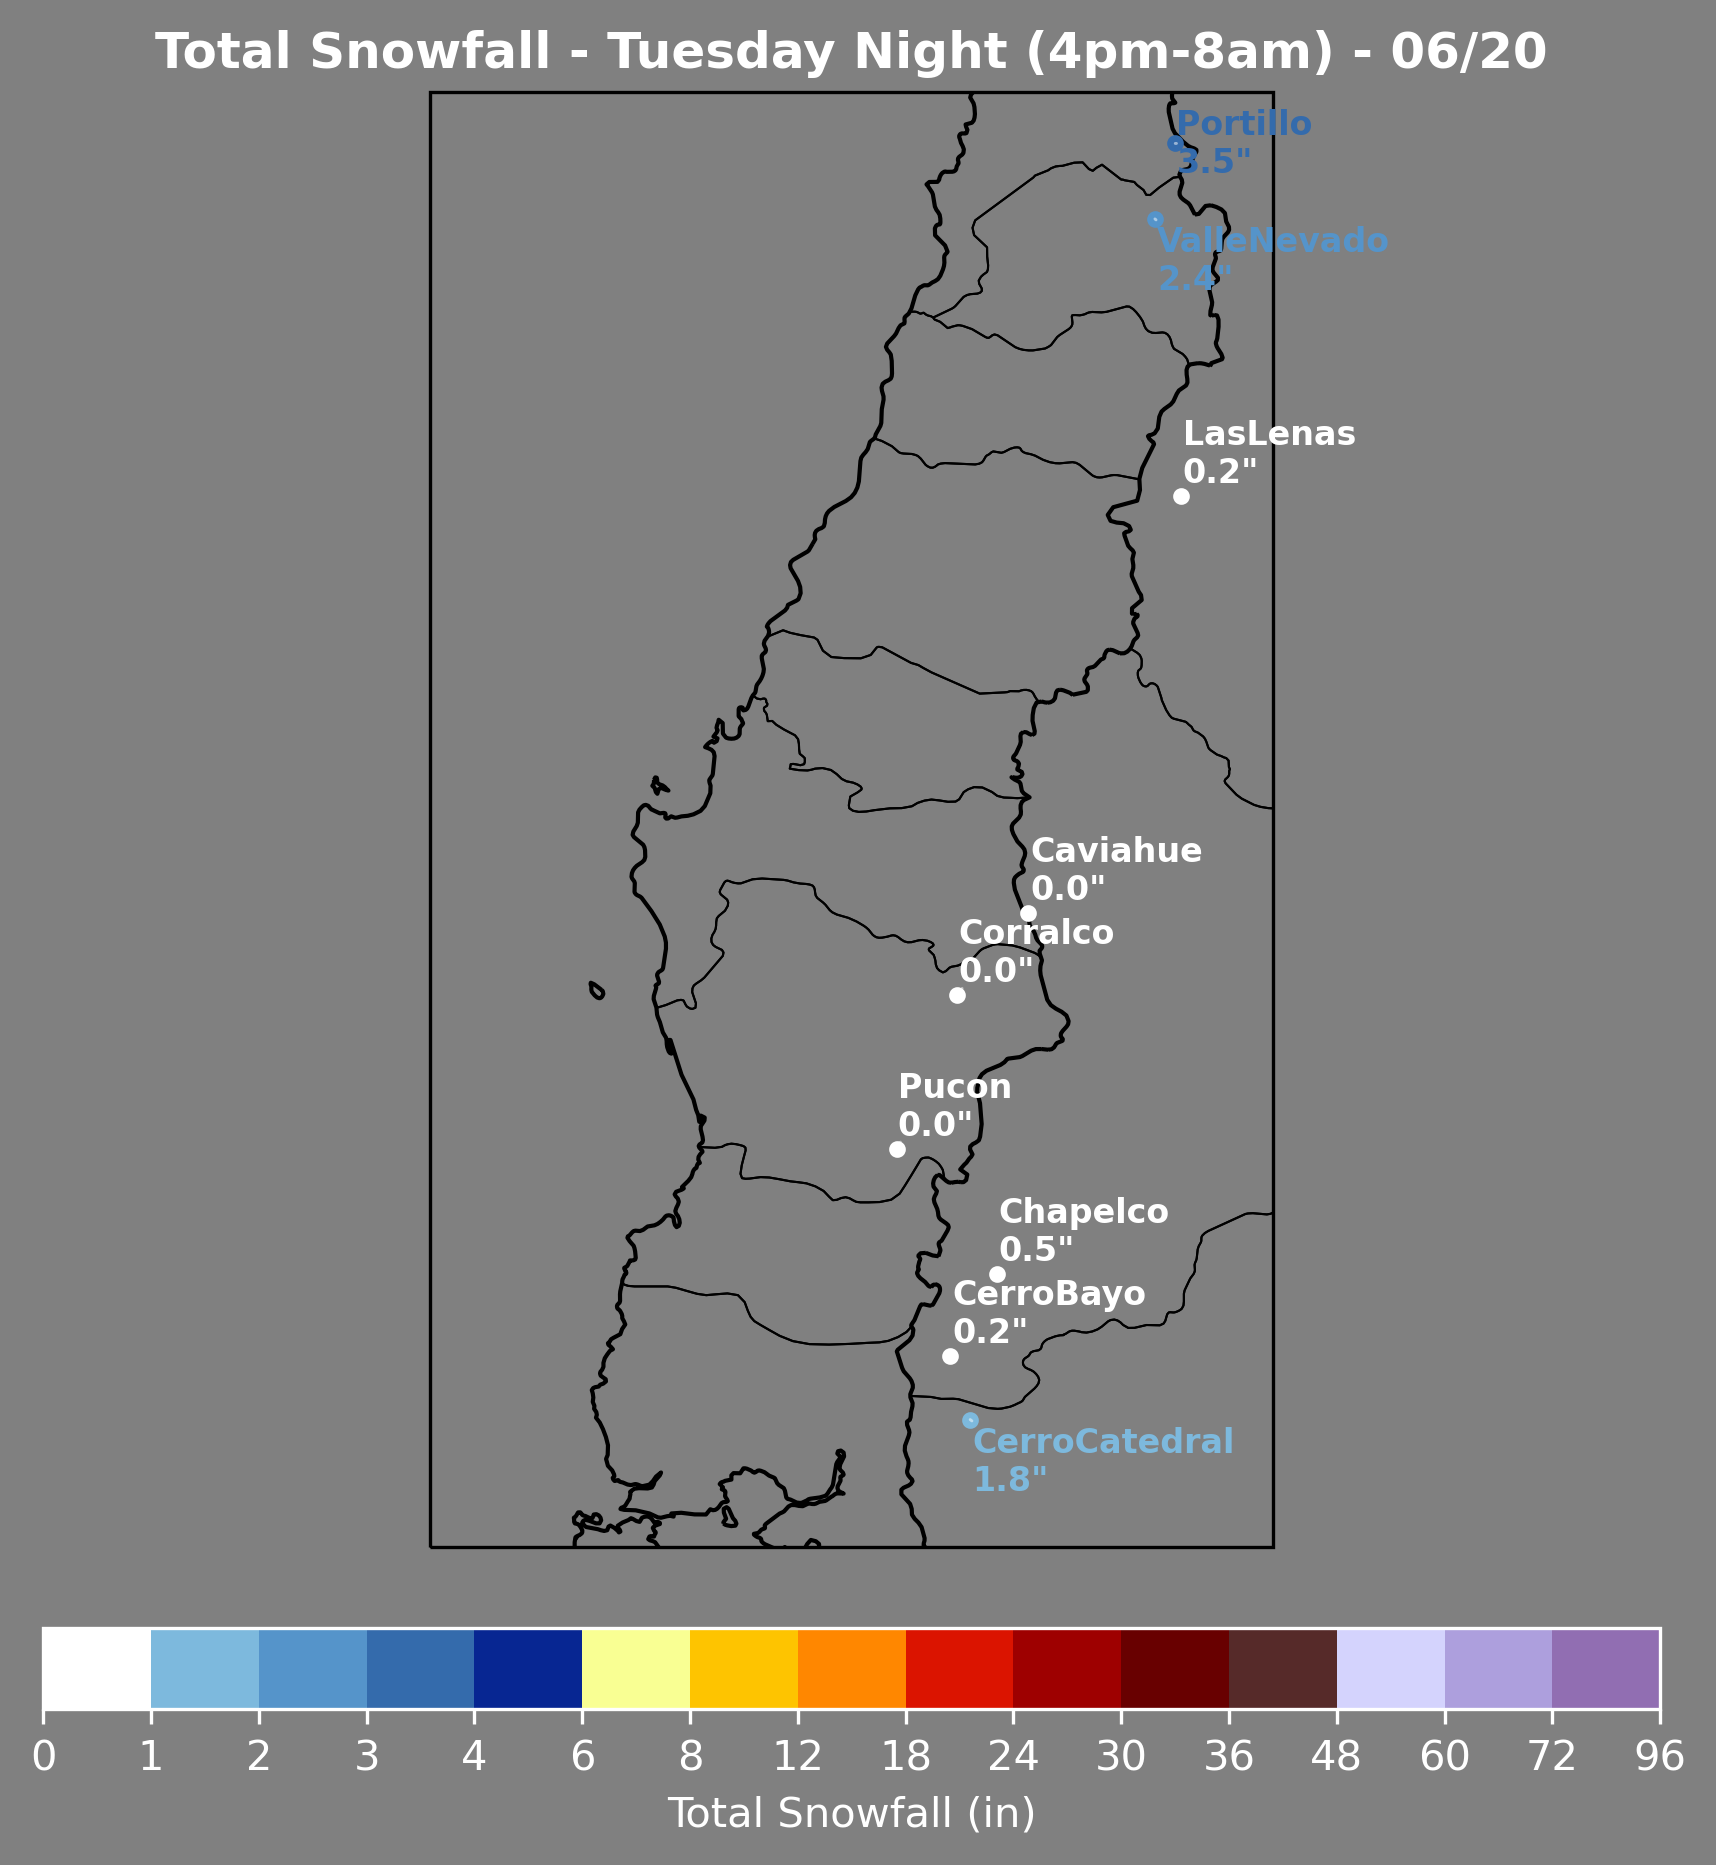 Total Snowfall - Tuesday Night (4pm-8am) - 06/20
Portillo
3.5"
ValleNevado
2.4"
LasLenas
0.2"
Caviahue
0.0"
Corralco
0.0"
Pucon
0.0"
Chapelco
0.5"
CerroBayo
0.2"
CerroCatedral
1.8"
0 1 2 3 4 6 8 12 18 24 30 36 48 60 72 96
Total Snowfall (in)